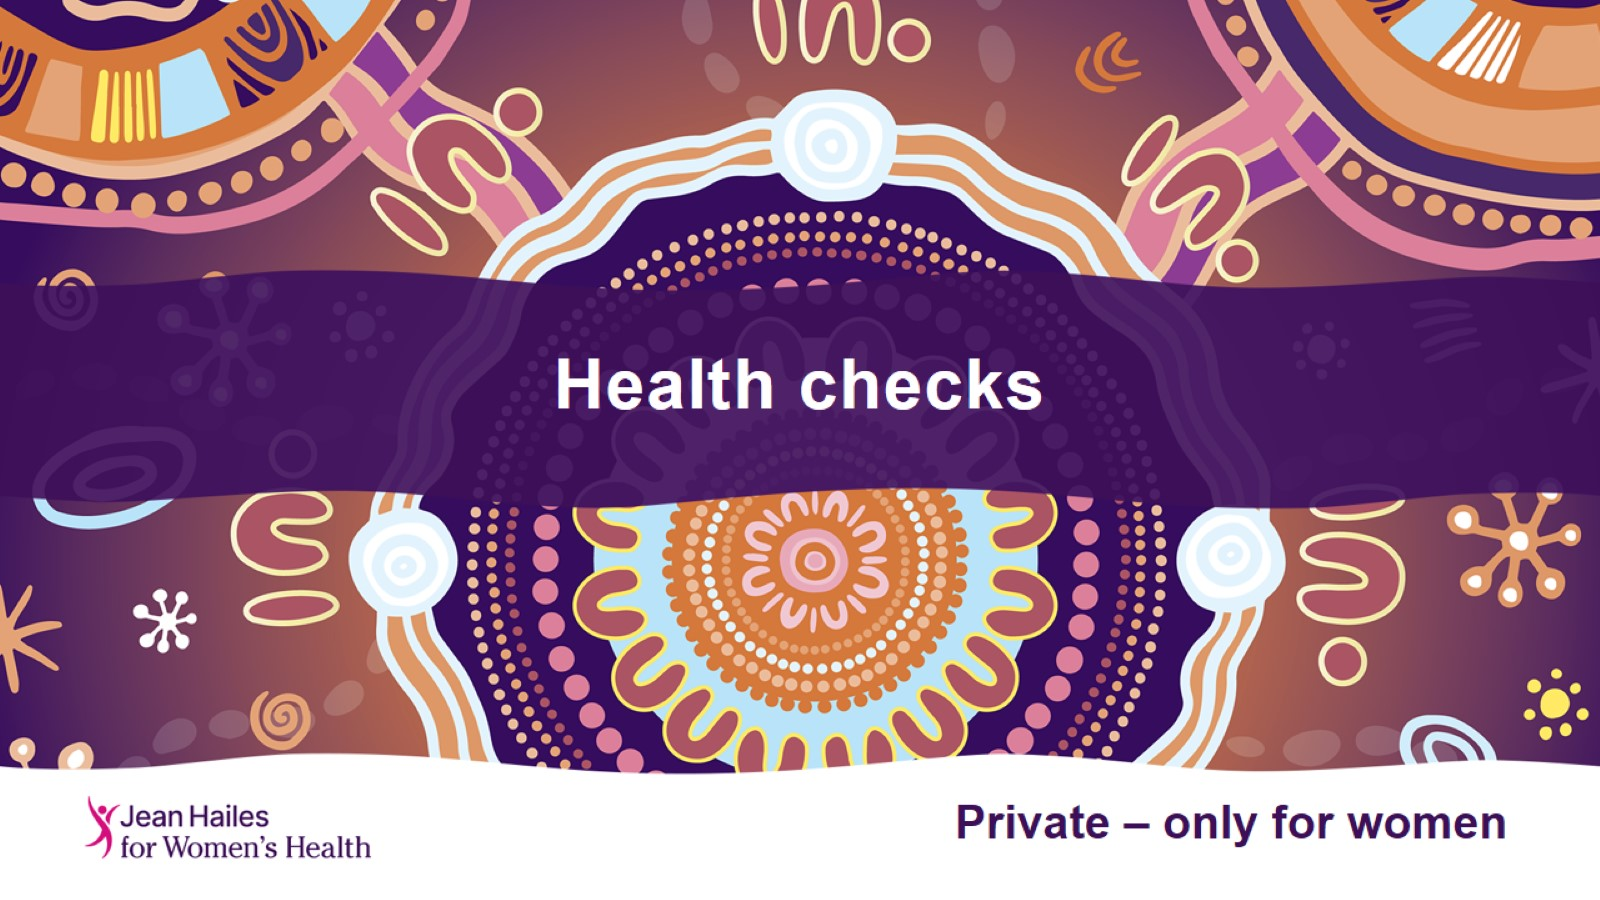 Health checks
Jean Hailes
for Women's Health
Private – only for women